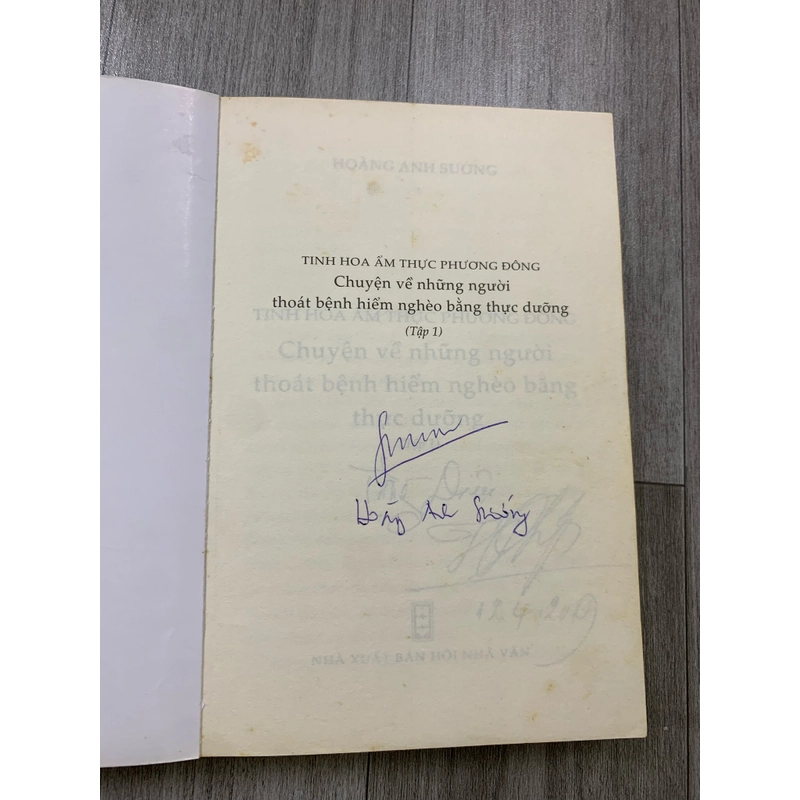 HOÀNG ANH SƯỚNG
TINH HOA ẨM THỰC PHƯƠNG ĐÔNG
Chuyện về những người
thoát bệnh hiểm nghèo bằng thực dưỡng
(Tập 1)
TINH HOA ẨM THỰC PHƯƠNG ĐÔNG
Chuyện về những người
thoát bệnh hiểm nghèo bằng
thực dưỡng
Hoàng Anh Sướng
NHÀ XUẤT BẢN HỘI NHÀ VĂN